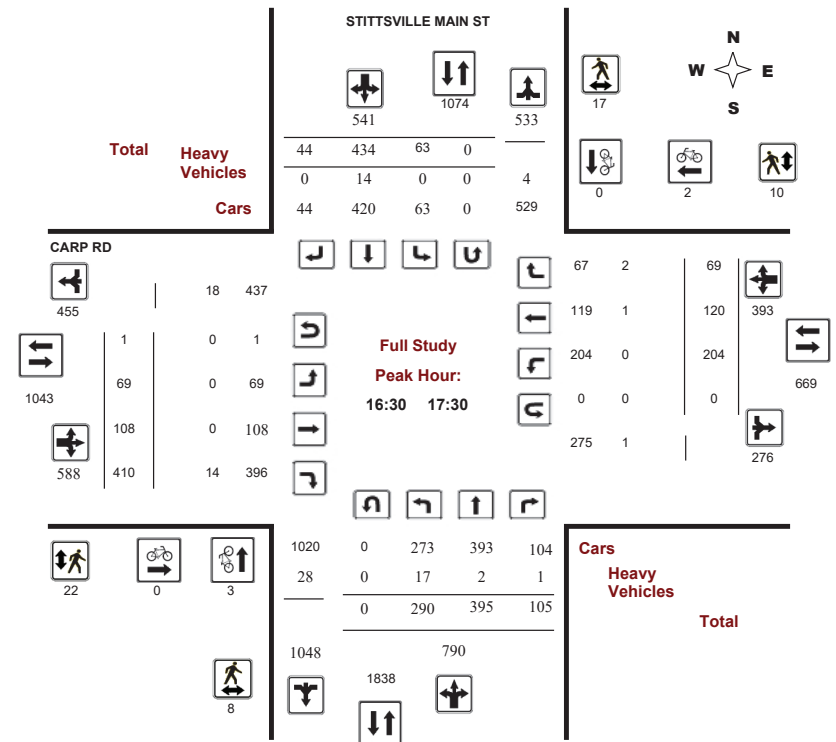 STITTSVILLE MAIN ST
N
W E
S
541
1074
533
17
Total
Heavy
Vehicles
Cars
44 434 63 0
0 14 0 0 4
44 420 63 0 529
0
2
10
CARP RD
455
18 437
1043
1 0 1
69 0 69
108 0 108
588
410 14 396
Full Study
Peak Hour:
16:30 17:30
67 2 69
119 1 120
393
204 0 204
669
0 0 0
275 1
276
22
0
3
8
1020 0 273 393 104
28 0 17 2 1
0 290 395 105
1048
790
1838
Cars
Heavy
Vehicles
Total